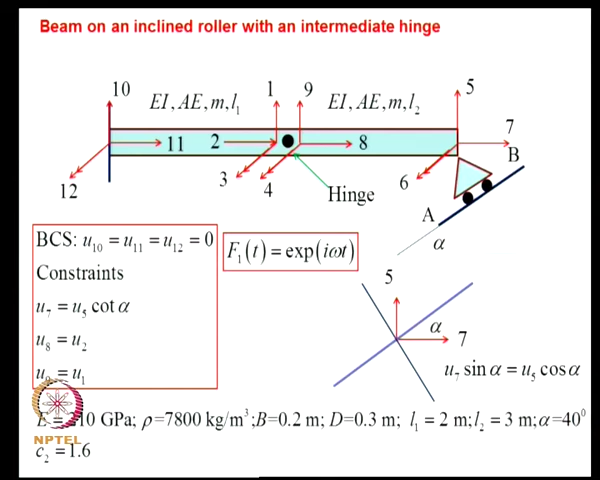 Beam on an inclined roller with an intermediate hinge
10
EI, AE, m, l₁
1
9
EI, AE, m, l₂
5
7
11
2
8
B
3
4
6
12
Hinge
A
α
BCS: u₁₀ = u₁₁ = u₁₂ = 0
Constraints
u₇ = u₅ cot α
u₈ = u₂
= u₁
F₁(t) = exp(iωt)
5
α
7
u₇ sin α = u₅ cos α
10 GPa; ρ=7800 kg/m³;B=0.2 m; D=0.3 m; l₁ = 2 m;l₂ = 3 m;α=40⁰
NPTEL
c₂ =1.6